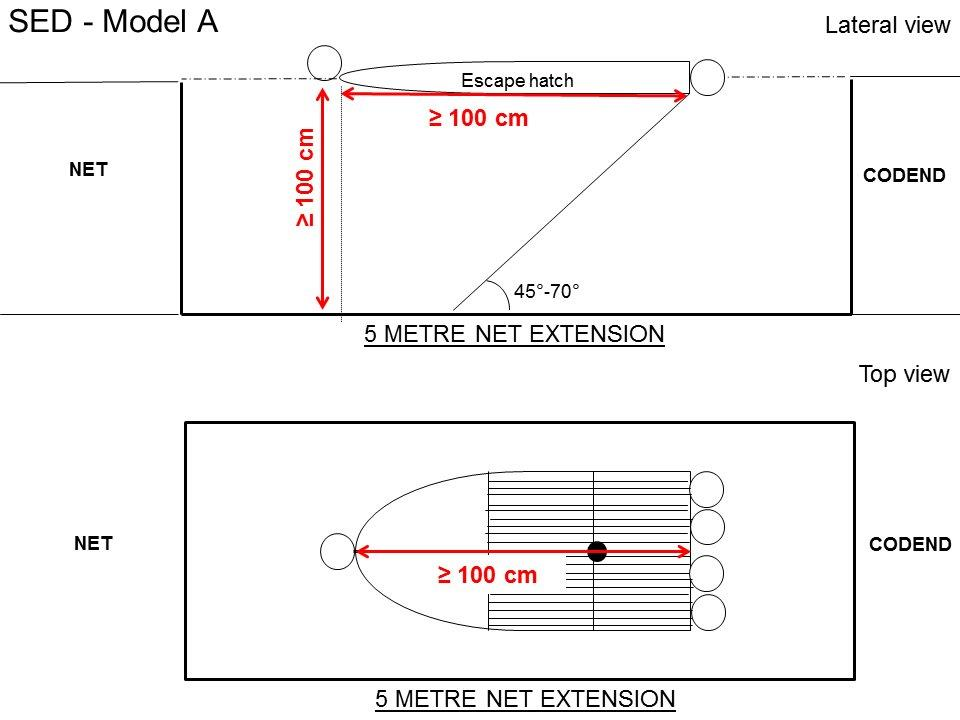 SED - Model A
Lateral view
Escape hatch
≥ 100 cm
≥ 100 cm
NET
CODEND
45°-70°
5 METRE NET EXTENSION
Top view
NET
CODEND
≥ 100 cm
5 METRE NET EXTENSION